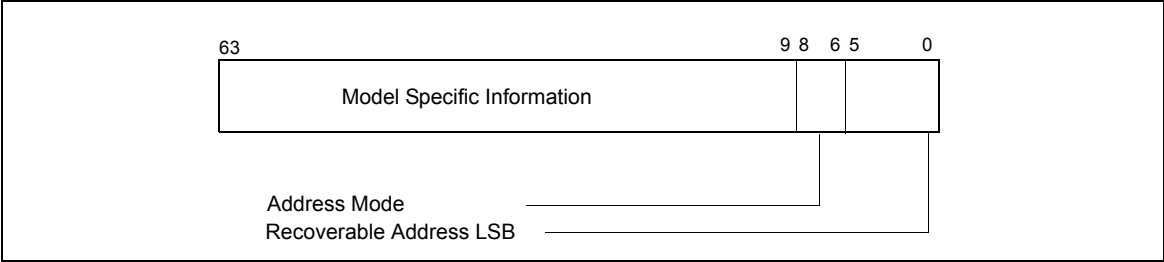 63 9 8 6 5 0
Model Specific Information
Address Mode
Recoverable Address LSB